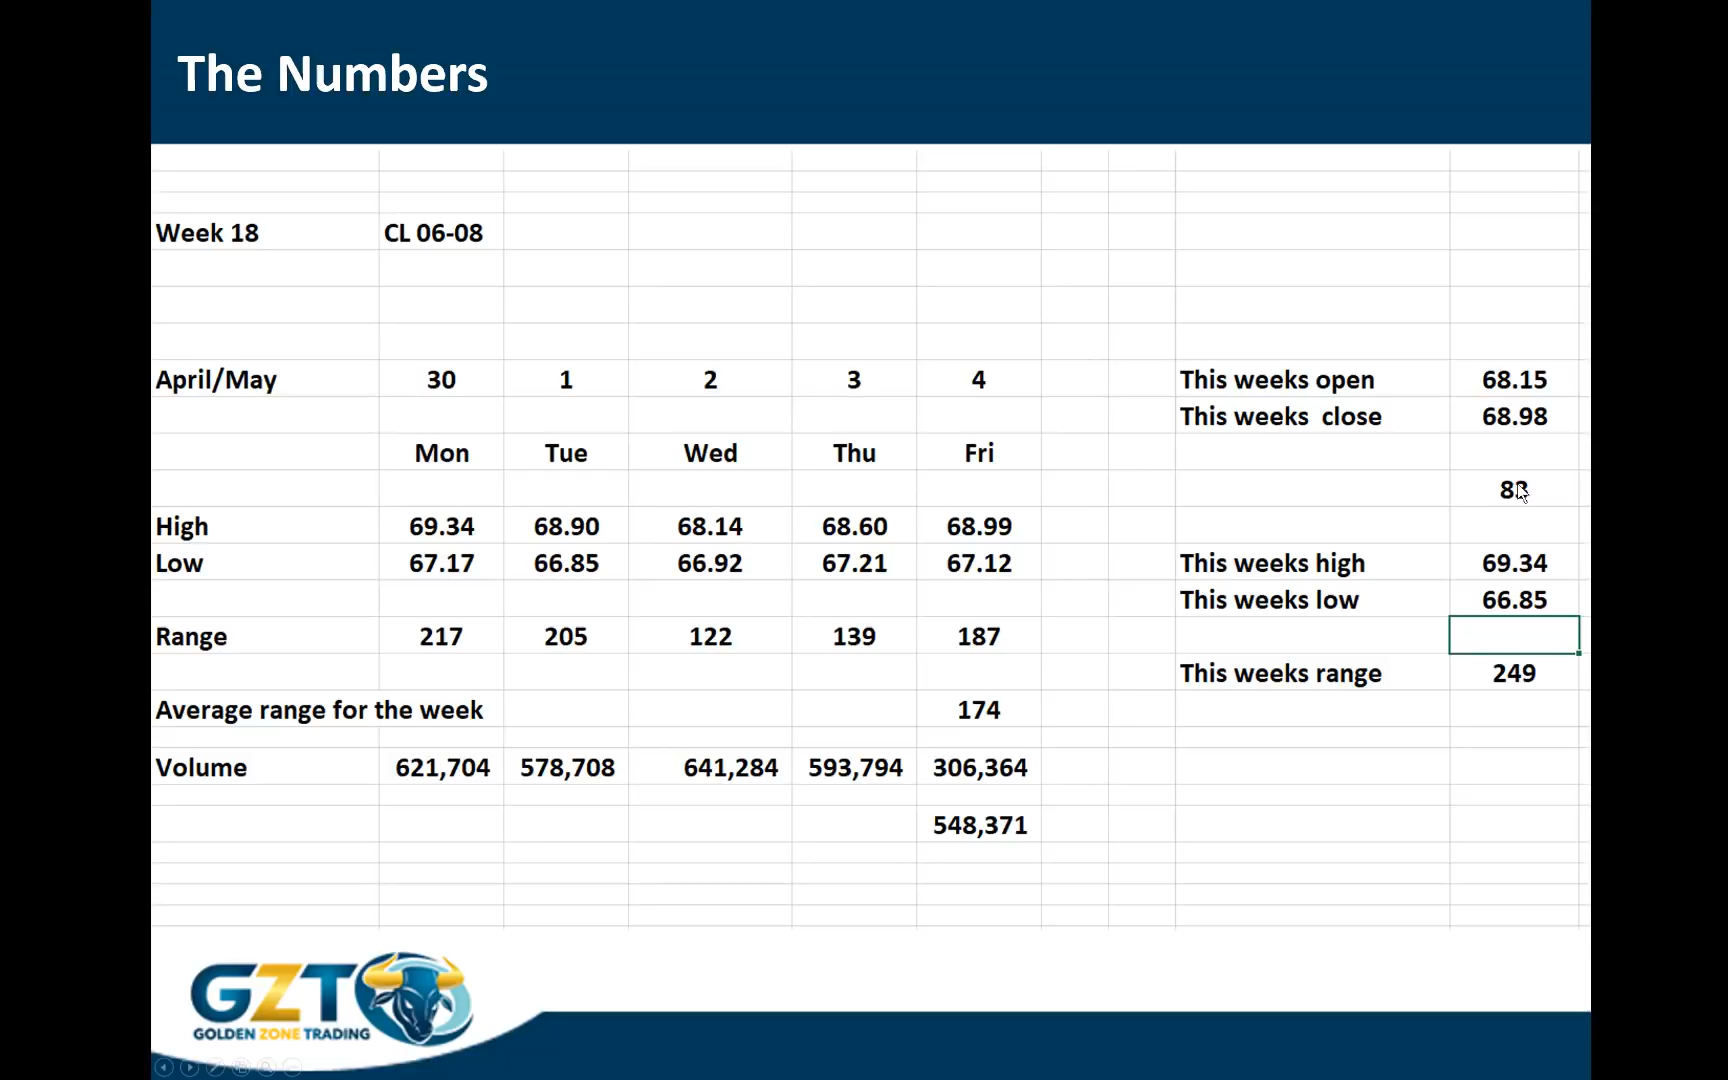 The Numbers
Week 18 CL 06-08
April/May 30 1 2 3 4 This weeks open 68.15
This weeks close 68.98
Mon Tue Wed Thu Fri
83
High 69.34 68.90 68.14 68.60 68.99
Low 67.17 66.85 66.92 67.21 67.12 This weeks high 69.34
This weeks low 66.85
Range 217 205 122 139 187
This weeks range 249
Average range for the week 174
Volume 621,704 578,708 641,284 593,794 306,364
548,371
GZT
GOLDEN ZONE TRADING